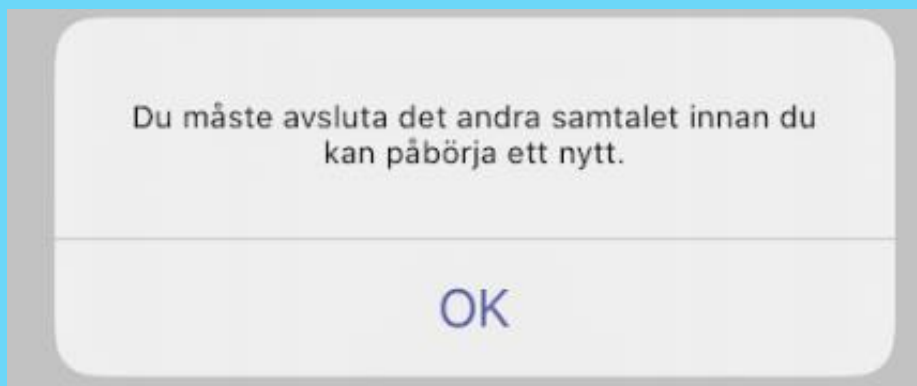 Du måste avsluta det andra samtalet innan du
kan påbörja ett nytt.
OK